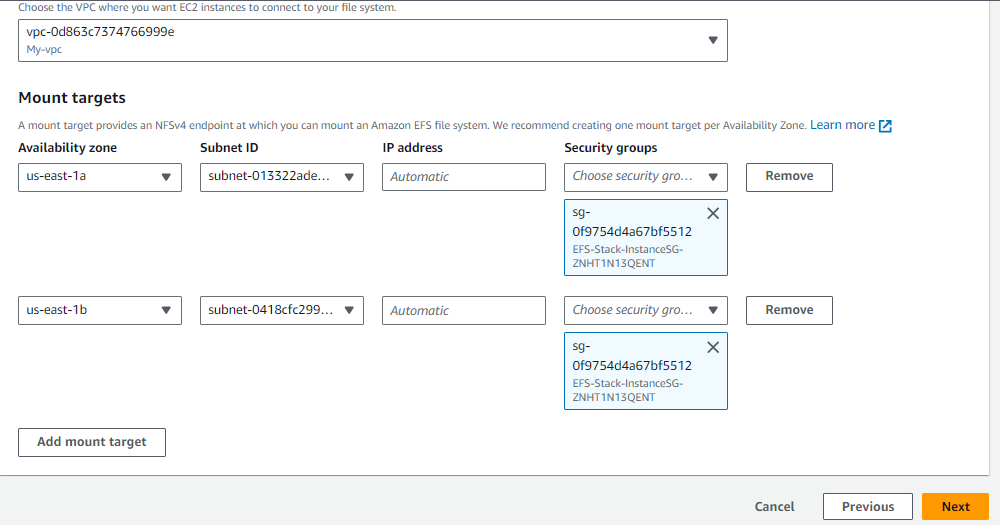 Choose the VPC where you want EC2 instances to connect to your file system.
vpc-0d863c7374766999e
My-vpc
Mount targets
A mount target provides an NFSv4 endpoint at which you can mount an Amazon EFS file system. We recommend creating one mount target per Availability Zone. Learn more
Availability zone Subnet ID IP address Security groups
us-east-1a subnet-013322ade... Automatic Choose security gro... Remove
sg-
0f9754d4a67bf5512
EFS-Stack-InstanceSG-
ZNHT1N13QENT
us-east-1b subnet-0418cfc299... Automatic Choose security gro... Remove
sg-
0f9754d4a67bf5512
EFS-Stack-InstanceSG-
ZNHT1N13QENT
Add mount target
Cancel Previous Next